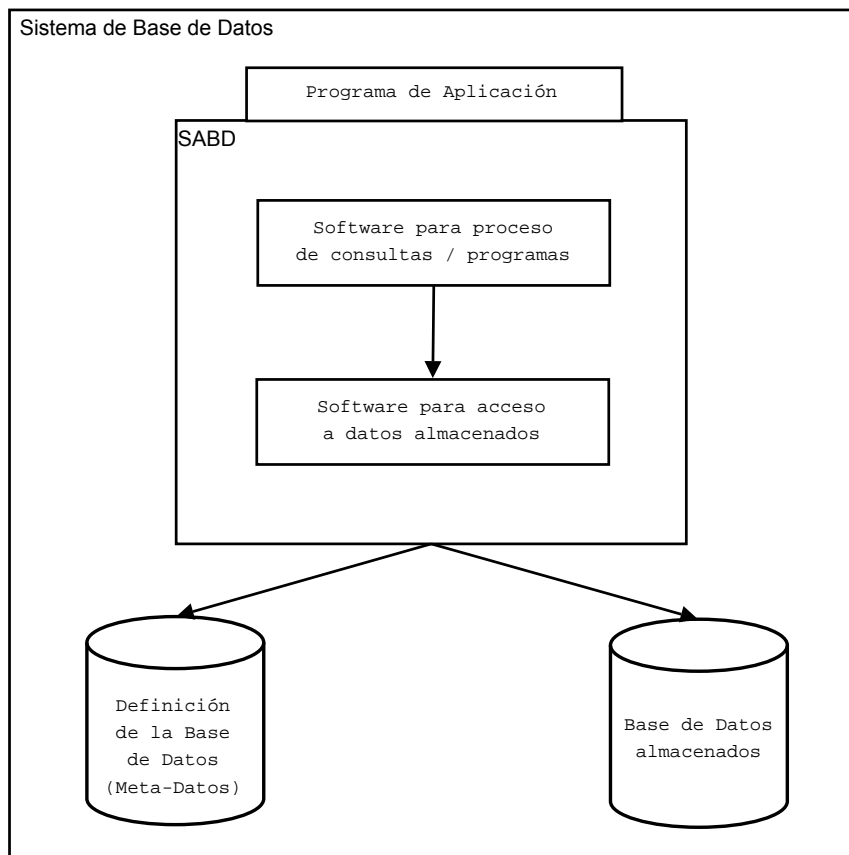 Sistema de Base de Datos
Programa de Aplicación
SABD
Software para proceso
de consultas / programas
Software para acceso
a datos almacenados
Definición
de la Base
de Datos
(Meta-Datos)
Base de Datos
almacenados